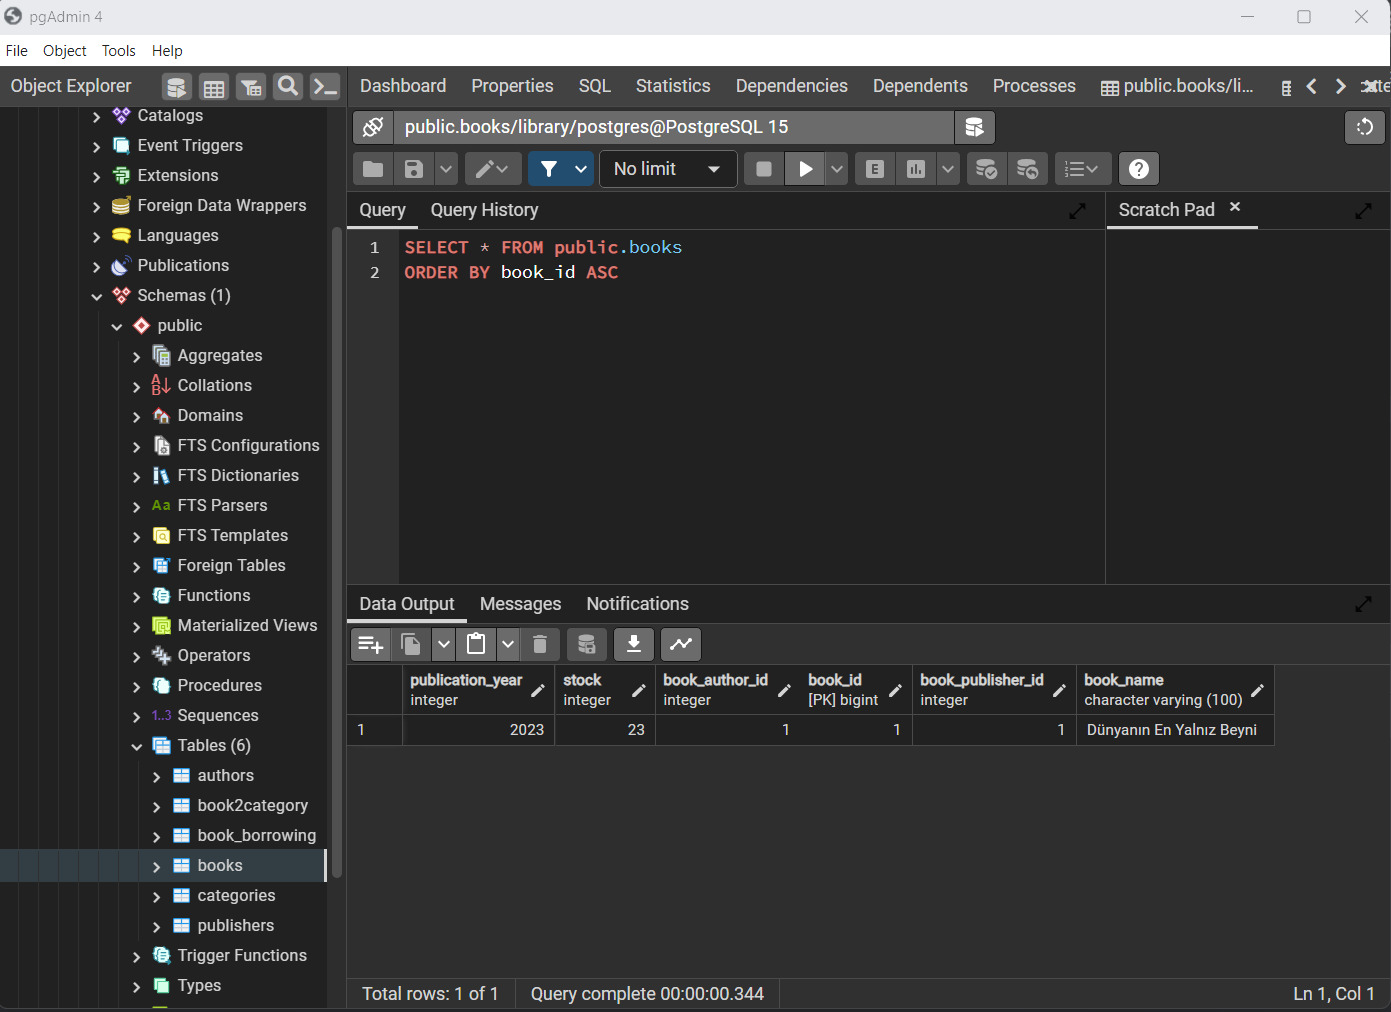 pgAdmin 4
File Object Tools Help
Object Explorer
Dashboard Properties SQL Statistics Dependencies Dependents Processes public.books/li...
Catalogs
Event Triggers
Extensions
Foreign Data Wrappers
Languages
Publications
Schemas (1)
public
Aggregates
Collations
Domains
FTS Configurations
FTS Dictionaries
Aa FTS Parsers
FTS Templates
Foreign Tables
Functions
Materialized Views
Operators
Procedures
1..3 Sequences
Tables (6)
authors
book2category
book_borrowing
books
categories
publishers
Trigger Functions
Types
public.books/library/postgres@PostgreSQL 15
No limit
E
Query Query History
Scratch Pad
1 SELECT * FROM public.books
2 ORDER BY book_id ASC
Data Output Messages Notifications
publication_year stock book_author_id book_id book_publisher_id book_name
integer integer integer [PK] bigint integer character varying (100)
1 2023 23 1 1 1 Dünyanın En Yalnız Beyni
Total rows: 1 of 1 Query complete 00:00:00.344 Ln 1, Col 1